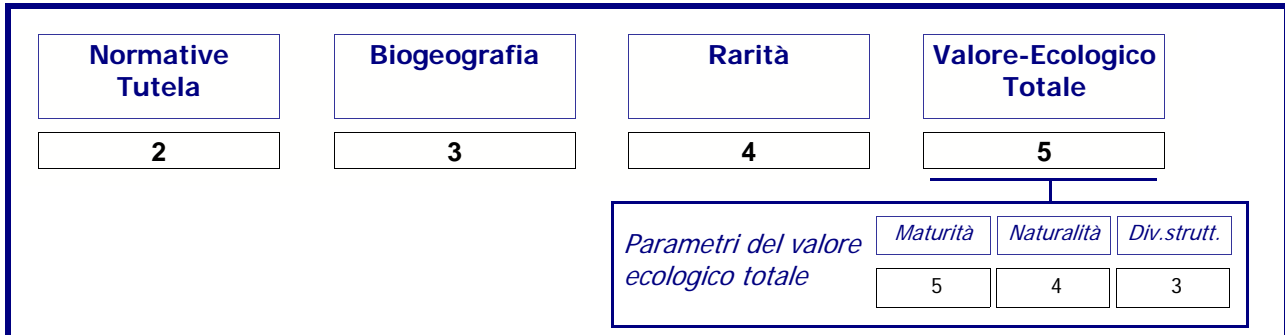 Normative Tutela
Biogeografia
Rarità
Valore-Ecologico Totale
2
3
4
5
Parametri del valore ecologico totale
Maturità
Naturalità
Div.strutt.
5
4
3